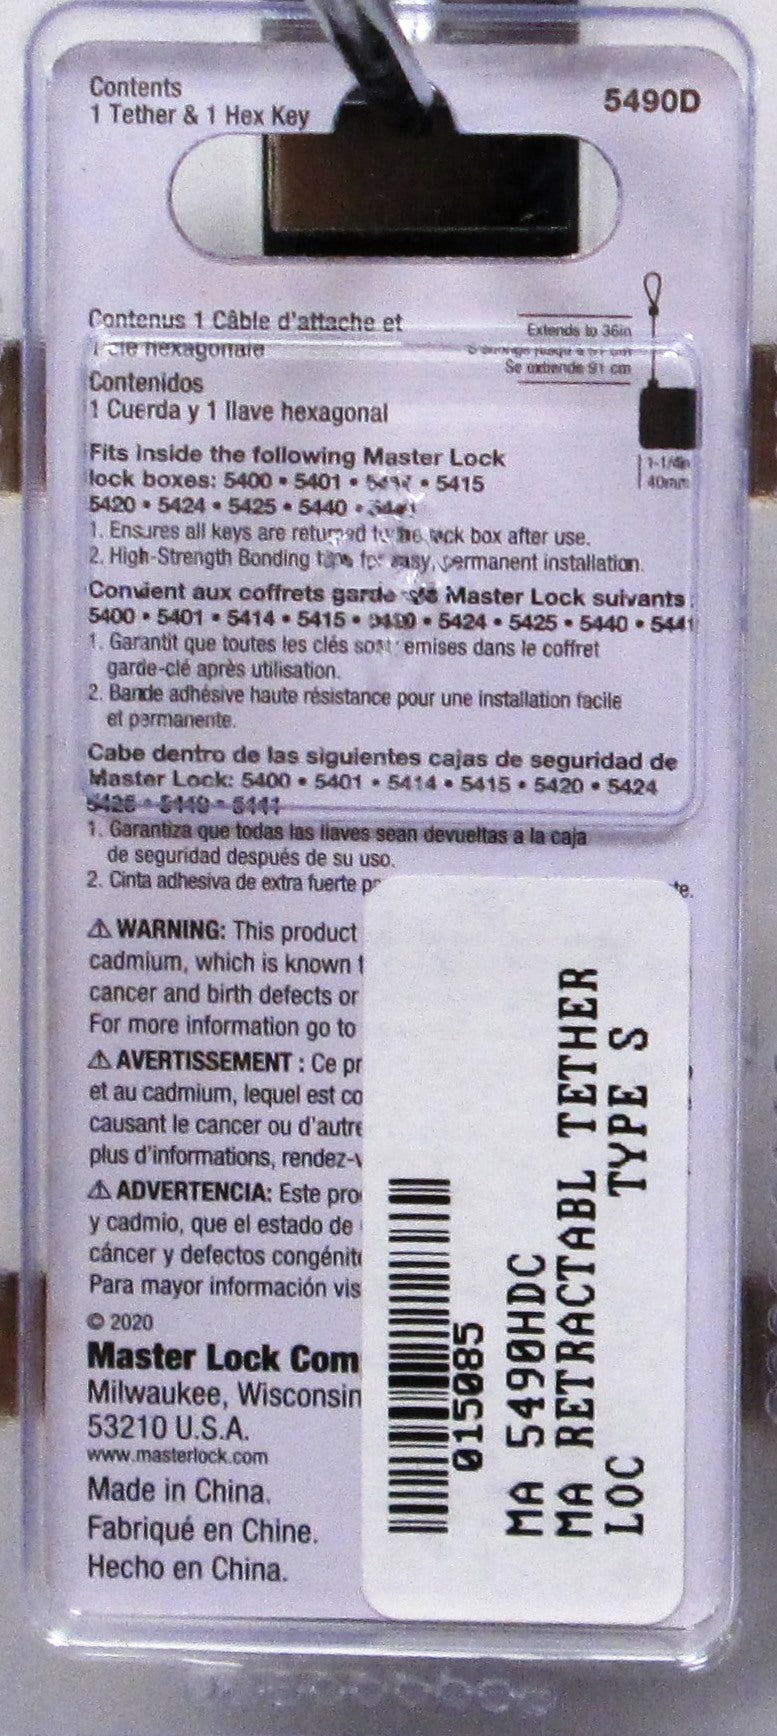 Contents
1 Tether & 1 Hex Key
5490D
Contenus 1 Câble d'attache et
1 clé hexagonale
Extends to 36in
Se extiende 91 cm
Contenidos
1 Cuerda y 1 llave hexagonal
1-1/4in
40mm
Fits inside the following Master Lock
lock boxes: 5400 • 5401 • • 5415
5420 • 5424 • 5425 • 5440 • 5441
1. Ensures all keys are returned to the lock box after use.
2. High-Strength Bonding tape for easy, permanent installation.
Convient aux coffrets garde Master Lock suivants :
5400 • 5401 • 5414 • 5415 • 5420 • 5424 • 5425 • 5440 • 5441
1. Garantit que toutes les clés sont remises dans le coffret
garde-clé après utilisation.
2. Bande adhésive haute résistance pour une installation facile
et permanente.
Cabe dentro de las siguientes cajas de seguridad de
Master Lock: 5400 • 5401 • 5414 • 5415 • 5420 • 5424
5425 • 5440 • 5441
1. Garantiza que todas las llaves sean devueltas a la caja
de seguridad después de su uso.
2. Cinta adhesiva de extra fuerte
⚠ WARNING: This product
cadmium, which is known
cancer and birth defects or
For more information go to
⚠ AVERTISSEMENT : Ce
et au cadmium, lequel est
causant le cancer ou d'autre
plus d'informations, rendez-
⚠ ADVERTENCIA: Este
y cadmio, que el estado de
cáncer y defectos
Para mayor información
© 2020
Master Lock Com
Milwaukee, Wisconsin
53210 U.S.A.
www.masterlock.com
Made in China.
Fabriqué en Chine.
Hecho en China.
015085
MA 5490HDC
MA RETRACTABL TETHER
LOC TYPE S